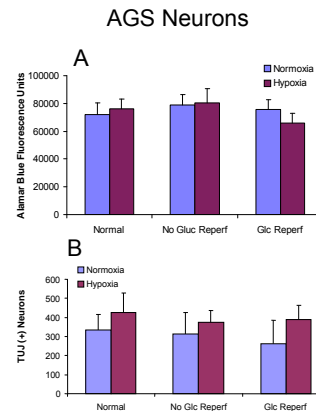 AGS Neurons
A
Normoxia
Hypoxia
Alamar Blue Fluorescence Units
100000
80000
60000
40000
20000
0
Normal No Gluc Reperf Glc Reperf
B
Normoxia
Hypoxia
TUJ (+) Neurons
600
500
400
300
200
100
0
Normal No Glc Reperf Glc Reperf